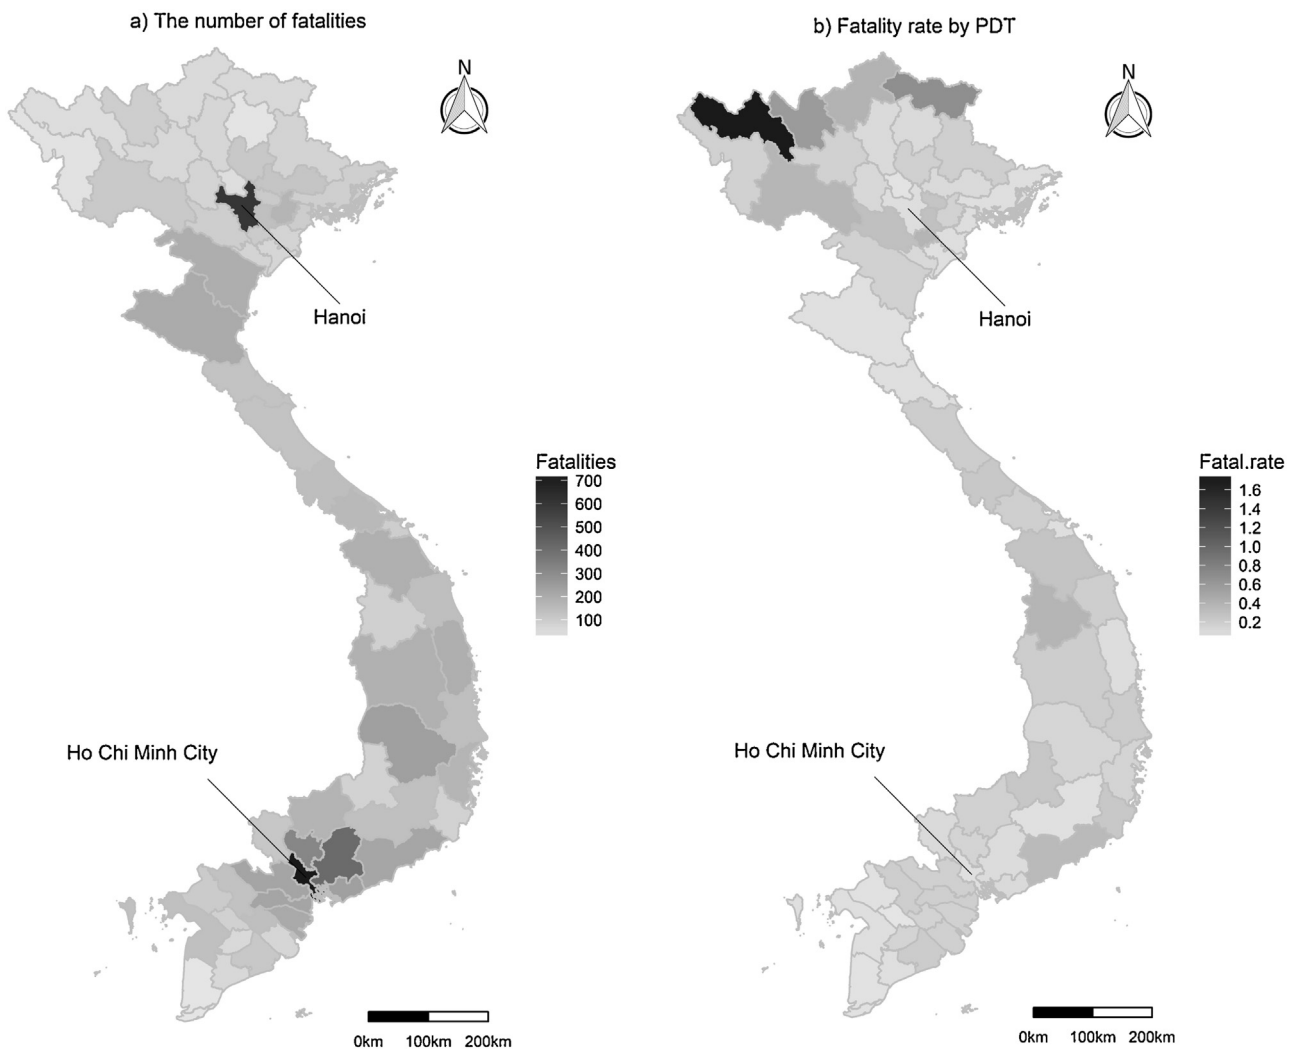 a) The number of fatalities
N
Hanoi
Fatalities
700
600
500
400
300
200
100
Ho Chi Minh City
0km 100km 200km
b) Fatality rate by PDT
N
Hanoi
Fatal.rate
1.6
1.4
1.2
1.0
0.8
0.6
0.4
0.2
Ho Chi Minh City
0km 100km 200km